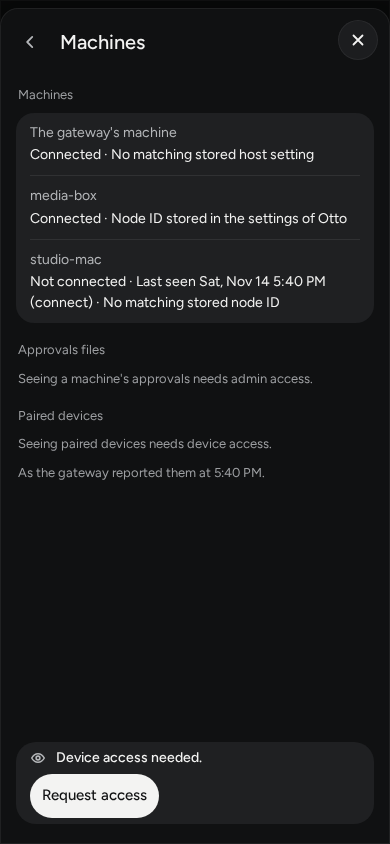 Machines
Machines
The gateway's machine
Connected · No matching stored host setting
media-box
Connected · Node ID stored in the settings of Otto
studio-mac
Not connected · Last seen Sat, Nov 14 5:40 PM
(connect) · No matching stored node ID
Approvals files
Seeing a machine's approvals needs admin access.
Paired devices
Seeing paired devices needs device access.
As the gateway reported them at 5:40 PM.
Device access needed.
Request access